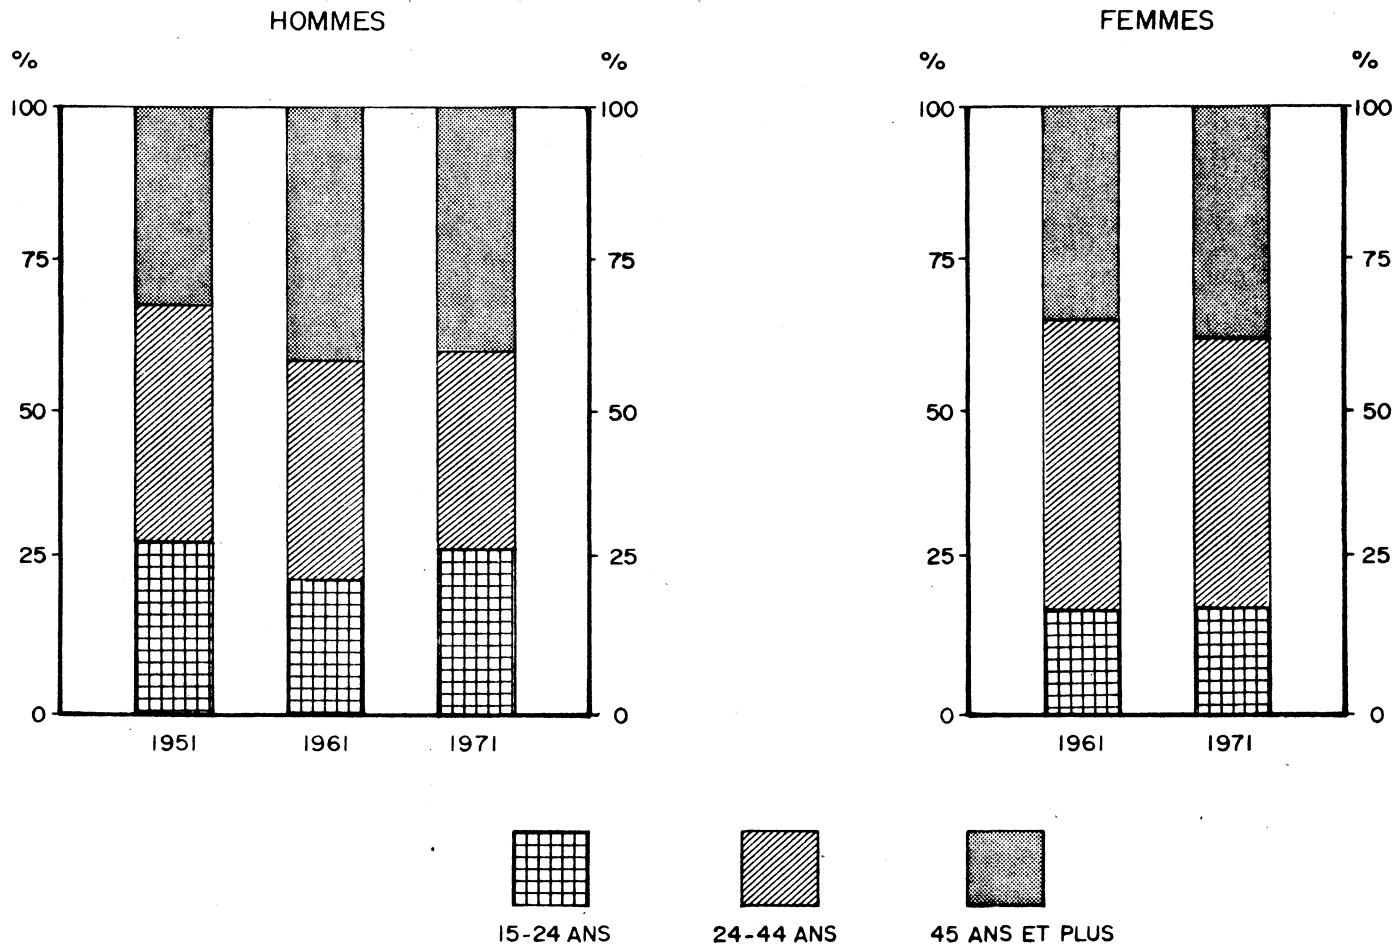 HOMMES
FEMMES
% % % %
100 100 100 100
75 75 75 75
50 50 50 50
25 25 25 25
0 0 0 0
1951 1961 1971 1961 1971
15-24 ANS 24-44 ANS 45 ANS ET PLUS